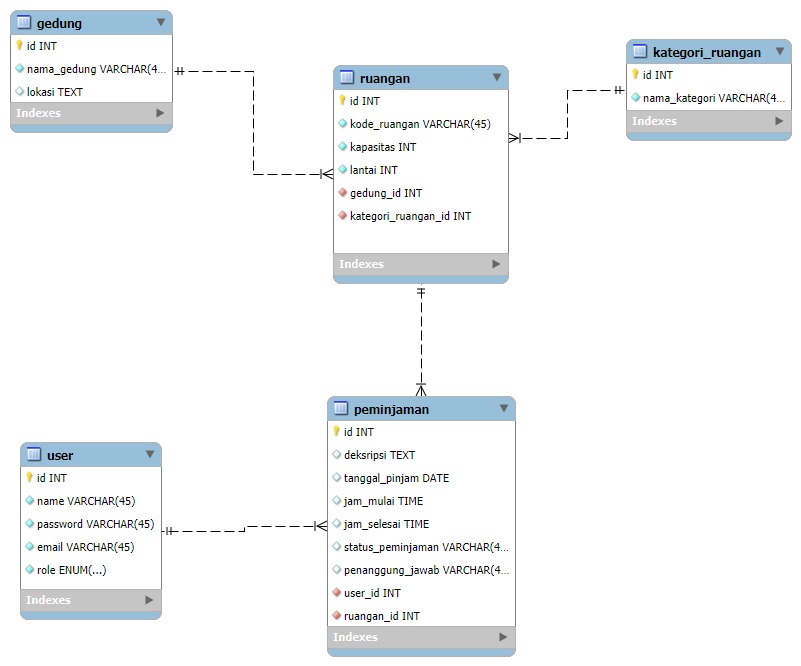 gedung
id INT
nama_gedung VARCHAR(4...
lokasi TEXT
Indexes
ruangan
id INT
kode_ruangan VARCHAR(45)
kapasitas INT
lantai INT
gedung_id INT
kategori_ruangan_id INT
Indexes
kategori_ruangan
id INT
nama_kategori VARCHAR(4...
Indexes
user
id INT
name VARCHAR(45)
password VARCHAR(45)
email VARCHAR(45)
role ENUM(...)
Indexes
peminjaman
id INT
deksripsi TEXT
tanggal_pinjam DATE
jam_mulai TIME
jam_selesai TIME
status_peminjaman VARCHAR(4...
penanggung_jawab VARCHAR(4...
user_id INT
ruangan_id INT
Indexes